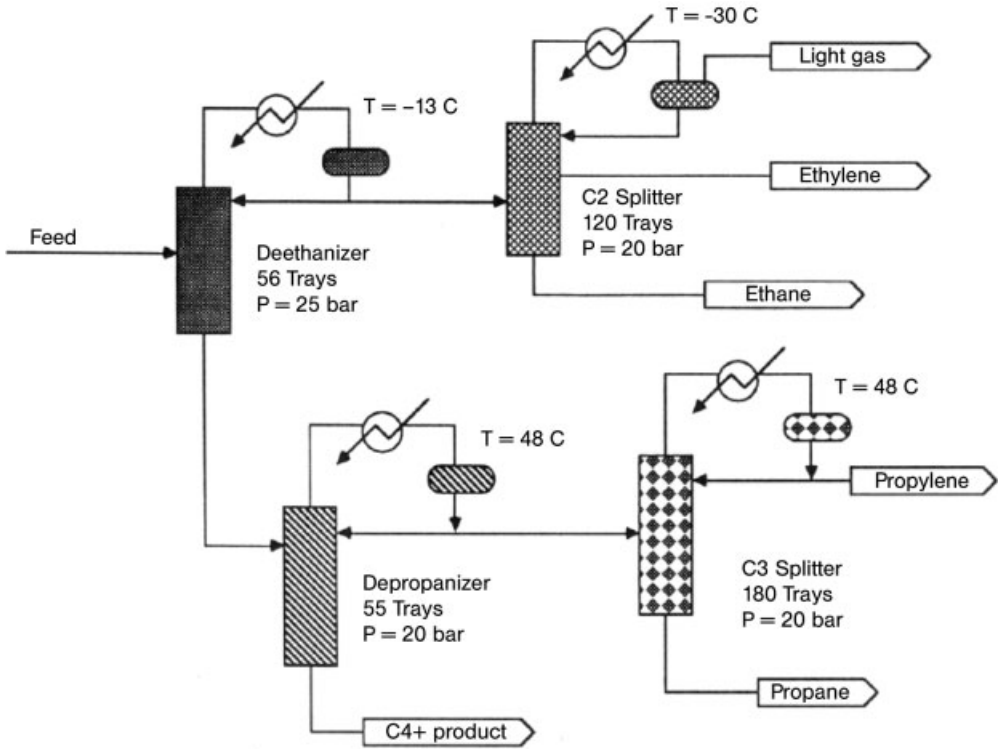 T = -30 C
Light gas
T = –13 C
Ethylene
C2 Splitter
120 Trays
P = 20 bar
Feed
Deethanizer
56 Trays
P = 25 bar
Ethane
T = 48 C
T = 48 C
Propylene
Depropanizer
55 Trays
P = 20 bar
C3 Splitter
180 Trays
P = 20 bar
Propane
C4+ product